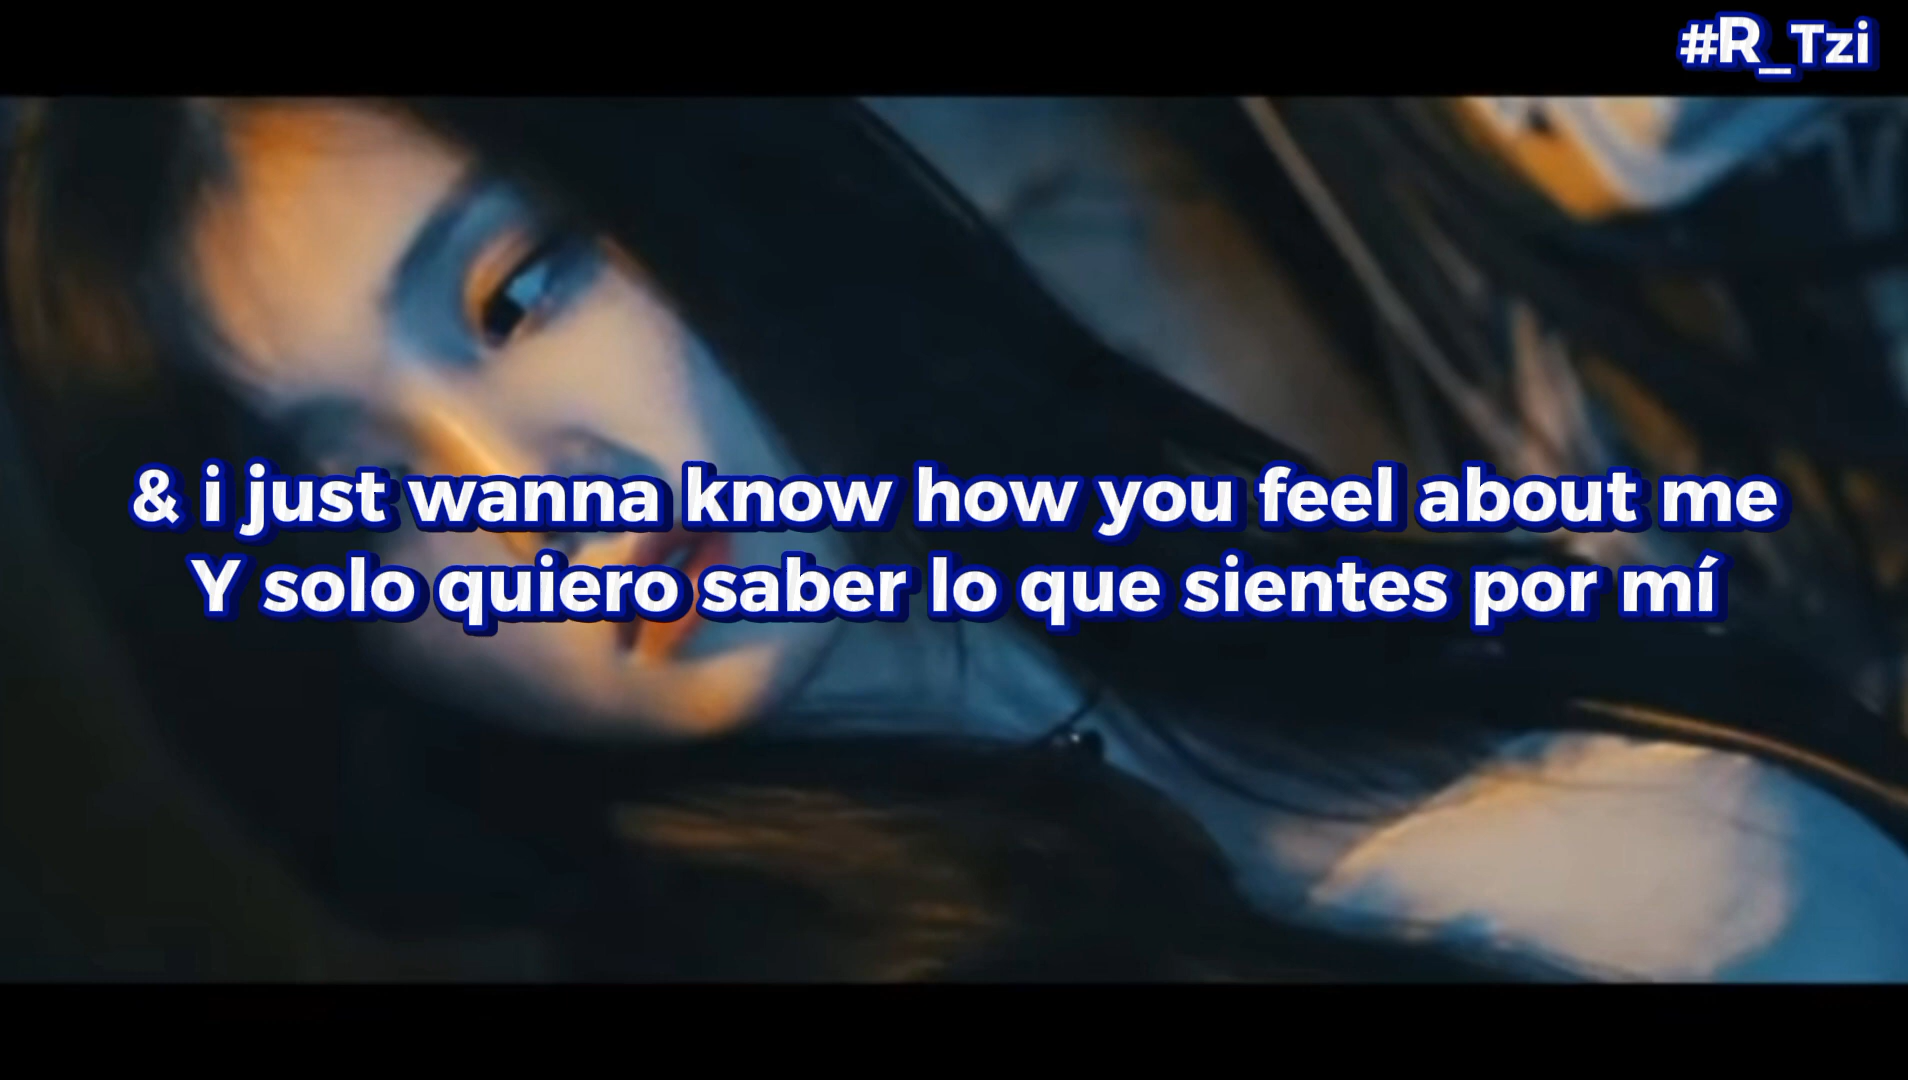 #R_Tzi
& i just wanna know how you feel about me
Y solo quiero saber lo que sientes por mí